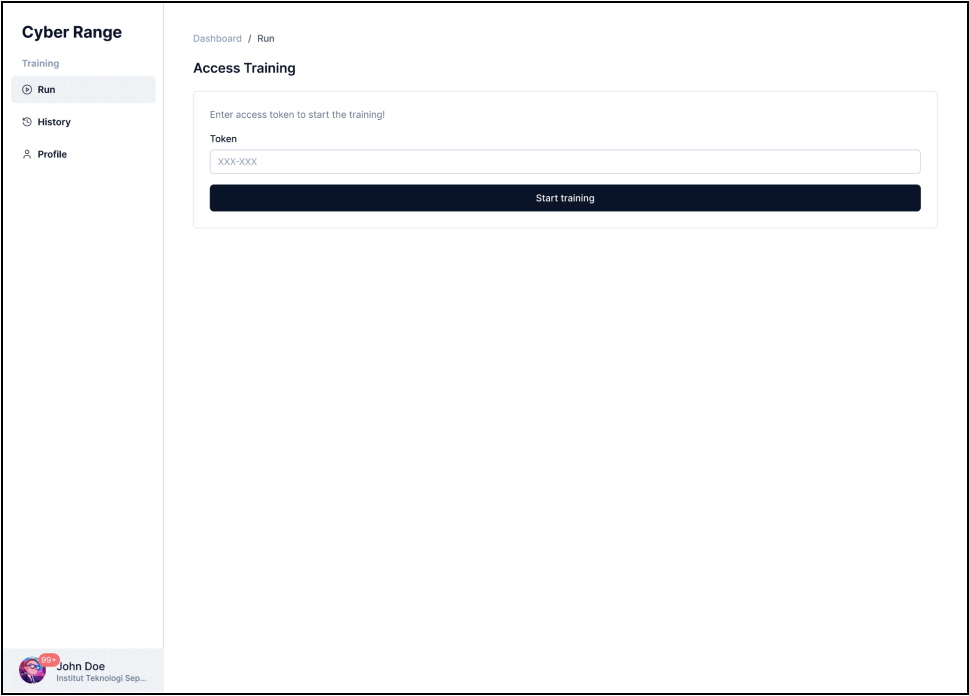 Cyber Range
Training
Run
History
Profile
Dashboard / Run
Access Training
Enter access token to start the training!
Token
XXX-XXX
Start training
99+
John Doe
Institut Teknologi Sep...